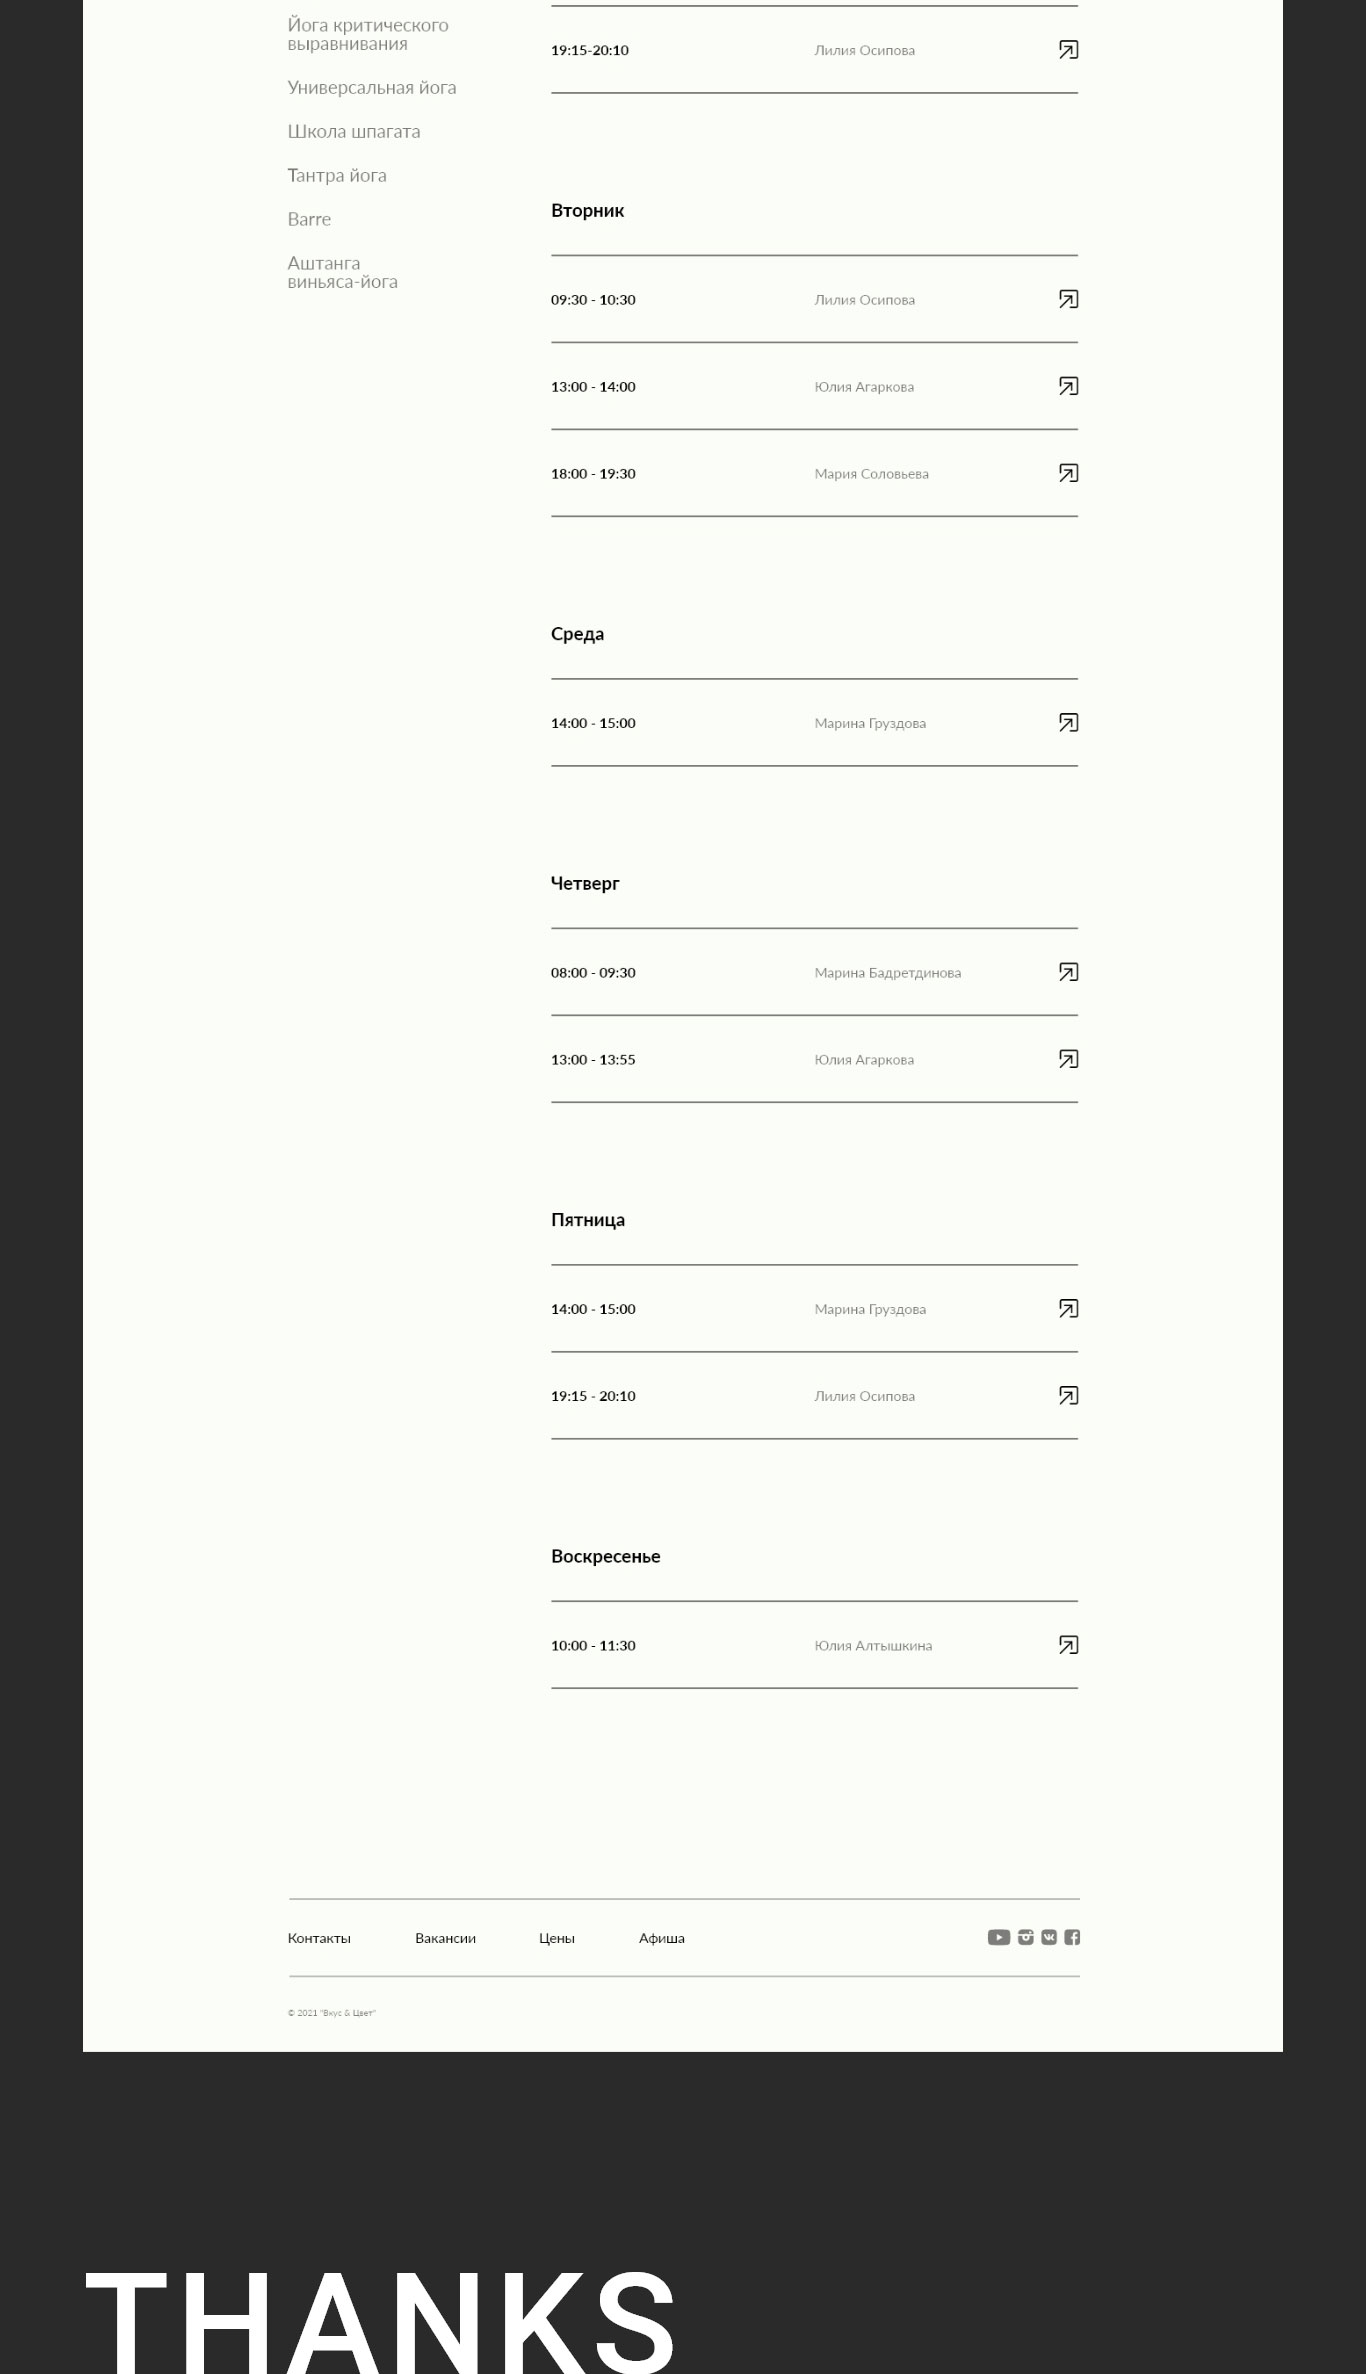 Йога критического
выравнивания
Универсальная йога
Школа шпагата
Тантра йога
Barre
Аштанга
виньяса-йога
19:15-20:10 Лилия Осипова
Вторник
09:30 - 10:30 Лилия Осипова
13:00 - 14:00 Юлия Агаркова
18:00 - 19:30 Мария Соловьева
Среда
14:00 - 15:00 Марина Груздова
Четверг
08:00 - 09:30 Марина Бадретдинова
13:00 - 13:55 Юлия Агаркова
Пятница
14:00 - 15:00 Марина Груздова
19:15 - 20:10 Лилия Осипова
Воскресенье
10:00 - 11:30 Юлия Алтышкина
Контакты Вакансии Цены Афиша
© 2021 "Вкус & Цвет"
THANKS